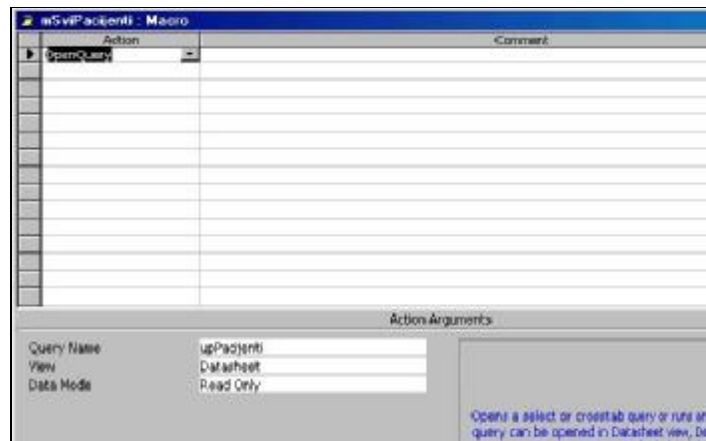 mSviPacijenti : Macro
Action Comment
OpenQuery
Action Arguments
Query Name upPacijenti
View Datasheet
Data Mode Read Only
Opens a select or crosstab query or runs an
query can be opened in Datasheet view, De